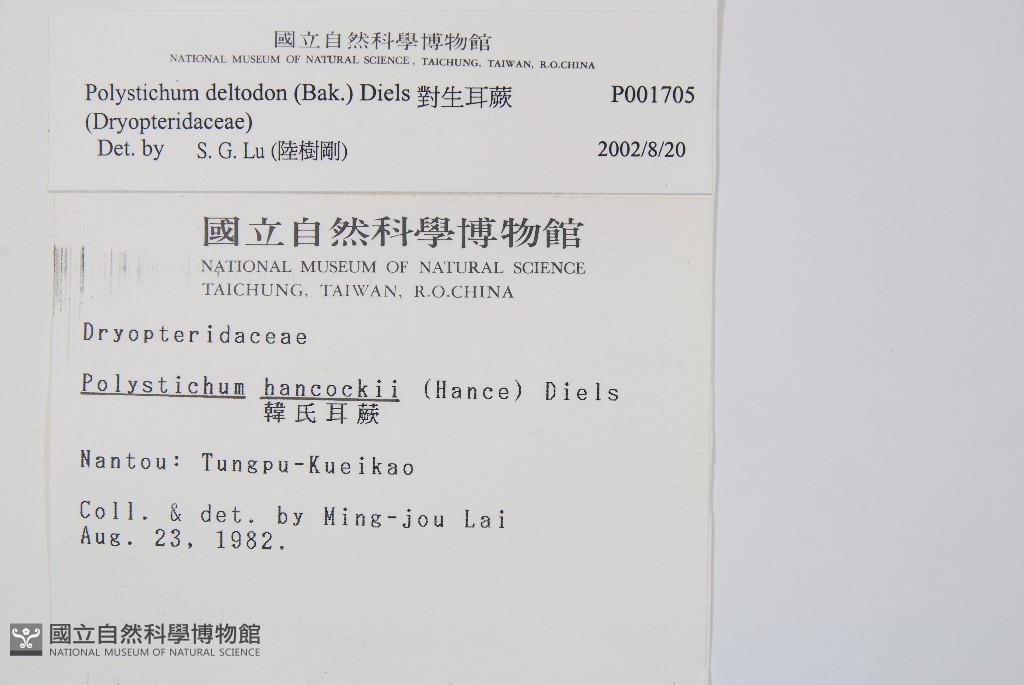 國立自然科學博物館
NATIONAL MUSEUM OF NATURAL SCIENCE, TAICHUNG, TAIWAN, R.O.CHINA
Polystichum deltodon (Bak.) Diels 對生耳蕨 P001705
(Dryopteridaceae)
Det. by S. G. Lu (陸樹剛) 2002/8/20
國立自然科學博物館
NATIONAL MUSEUM OF NATURAL SCIENCE
TAICHUNG, TAIWAN, R.O.CHINA
Dryopteridaceae
Polystichum hancockii (Hance) Diels
韓氏耳蕨
Nantou: Tungpu-Kueikao
Coll. & det. by Ming-jou Lai
Aug. 23, 1982.
國立自然科學博物館
NATIONAL MUSEUM OF NATURAL SCIENCE